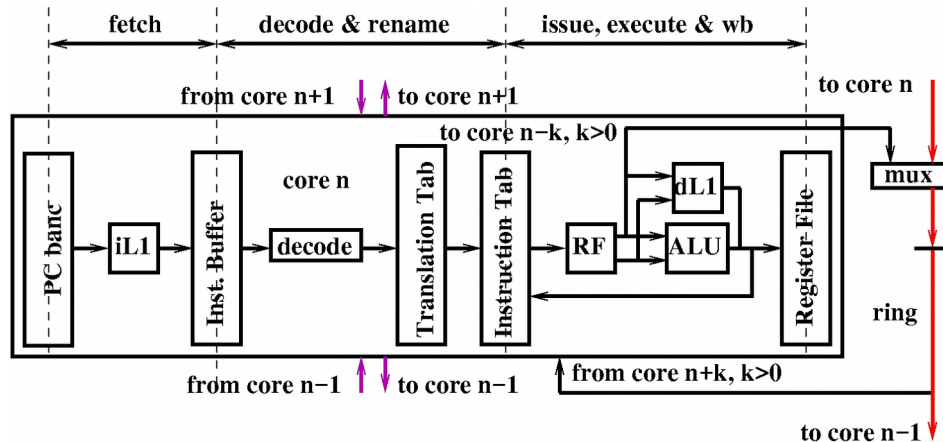 fetch
decode & rename
issue, execute & wb
from core n+1
to core n+1
to core n
to core n−k, k>0
mux
core n
PC banc
iL1
Inst. Buffer
decode
Translation Tab
Instruction Tab
RF
dL1
ALU
Register File
ring
from core n−1
to core n−1
from core n+k, k>0
to core n−1